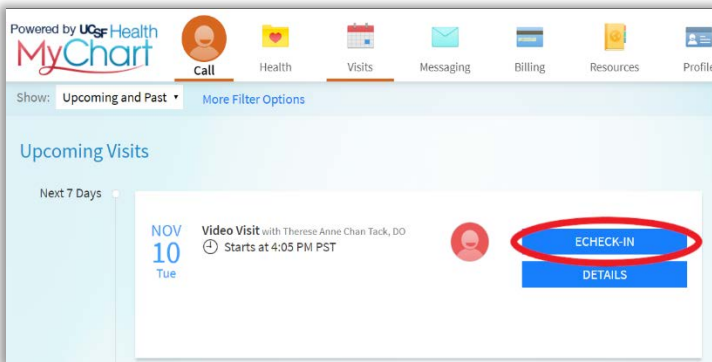 Powered by UCSF Health
MyChart
Call
Health
Visits
Messaging
Billing
Resources
Profile
Show: Upcoming and Past
More Filter Options
Upcoming Visits
Next 7 Days
NOV
10
Tue
Video Visit with Therese Anne Chan Tack, DO
Starts at 4:05 PM PST
ECHECK-IN
DETAILS